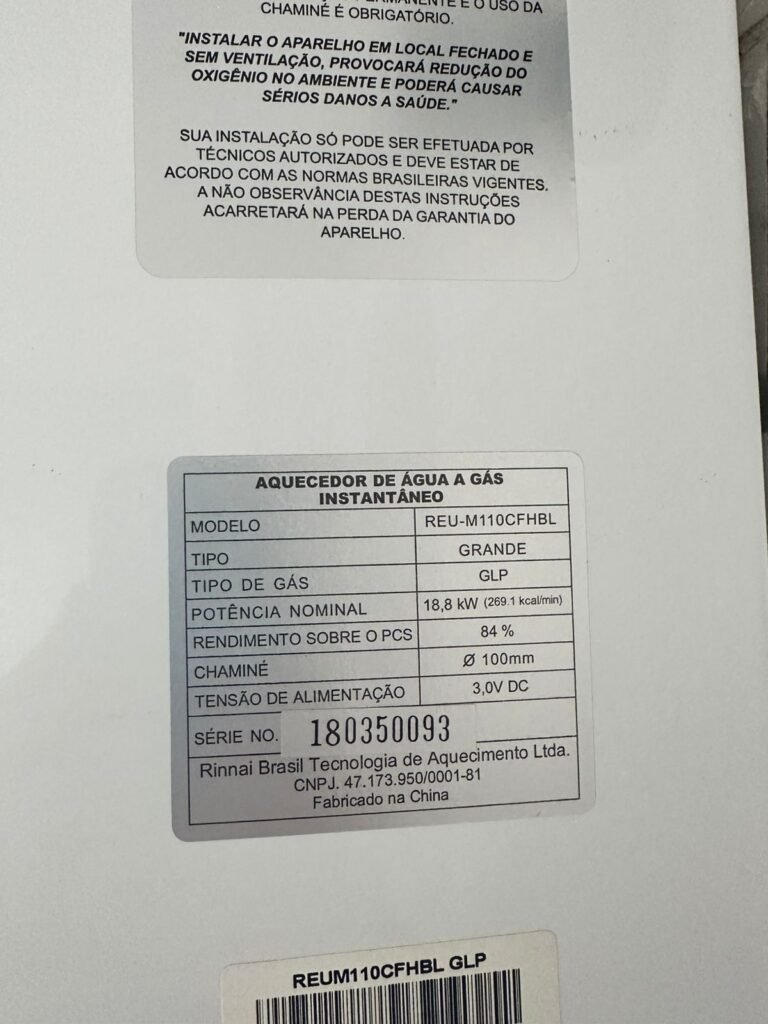 PERMANENTE E O USO DA
CHAMINÉ É OBRIGATÓRIO.
"INSTALAR O APARELHO EM LOCAL FECHADO E
SEM VENTILAÇÃO, PROVOCARÁ REDUÇÃO DO
OXIGÊNIO NO AMBIENTE E PODERÁ CAUSAR
SÉRIOS DANOS A SAÚDE."
SUA INSTALAÇÃO SÓ PODE SER EFETUADA POR
TÉCNICOS AUTORIZADOS E DEVE ESTAR DE
ACORDO COM AS NORMAS BRASILEIRAS VIGENTES.
A NÃO OBSERVÂNCIA DESTAS INSTRUÇÕES
ACARRETARÁ NA PERDA DA GARANTIA DO
APARELHO.
AQUECEDOR DE ÁGUA A GÁS
INSTANTÂNEO
MODELO REU-M110CFHBL
TIPO GRANDE
TIPO DE GÁS GLP
POTÊNCIA NOMINAL 18,8 kW (269.1 kcal/min)
RENDIMENTO SOBRE O PCS 84 %
CHAMINÉ Ø 100mm
TENSÃO DE ALIMENTAÇÃO 3,0V DC
SÉRIE NO. 180350093
Rinnai Brasil Tecnologia de Aquecimento Ltda.
CNPJ. 47.173.950/0001-81
Fabricado na China
REUM110CFHBL GLP